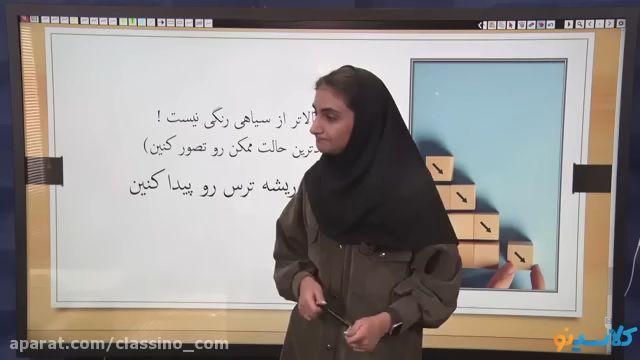 از سیاهی رنگی نیست !
حالت ممکن رو تصور کنین)
ریشه ترس رو پیدا کنین
aparat.com/classino_com
کلاسینو